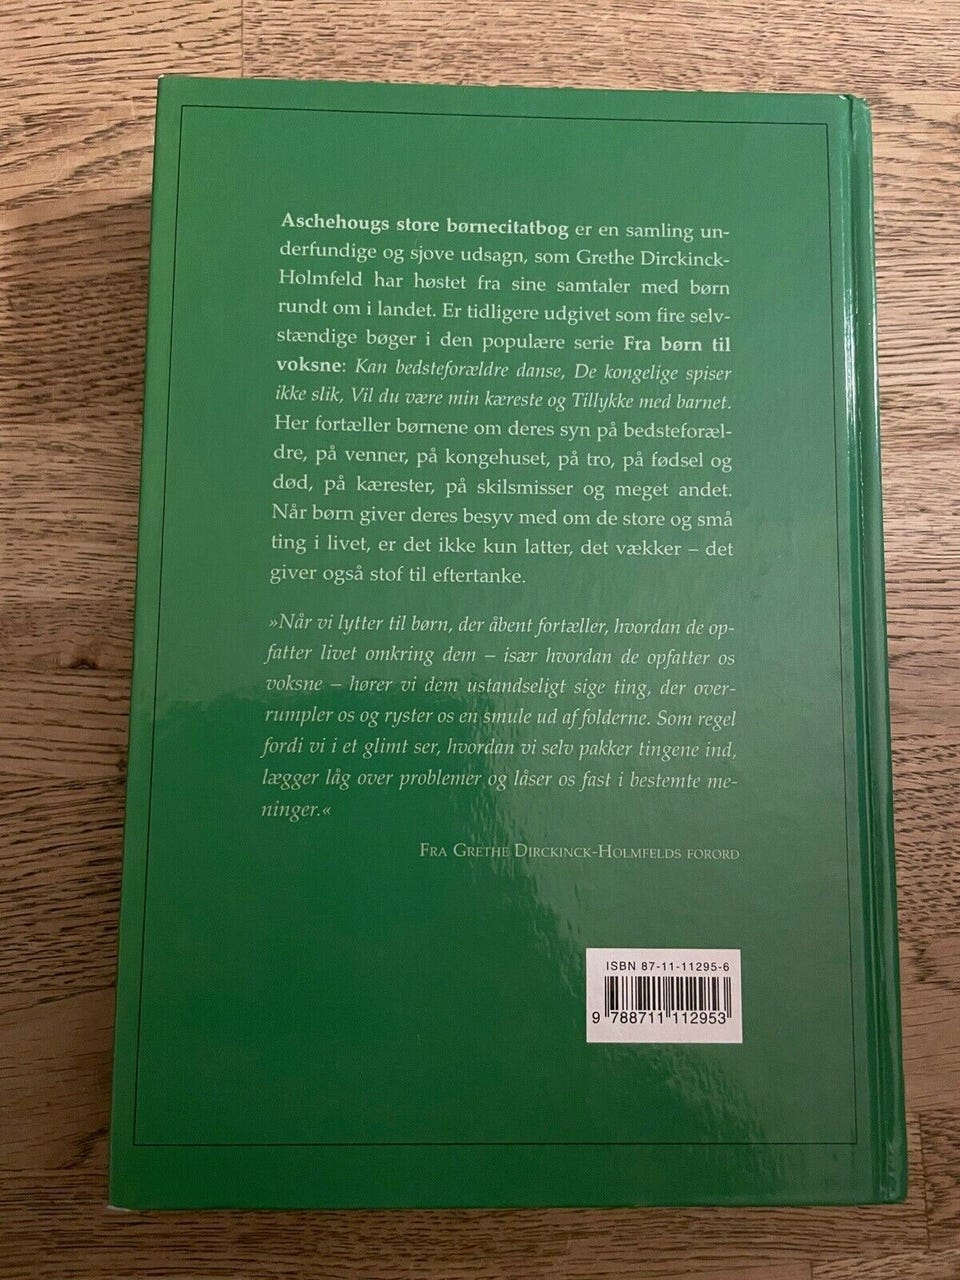 Aschehougs store børnecitatbog er en samling un-
derfundige og sjove udsagn, som Grethe Dirckinck-
Holmfeld har høstet fra sine samtaler med børn
rundt om i landet. Er tidligere udgivet som fire selv-
stændige bøger i den populære serie Fra børn til
voksne: Kan bedsteforældre danse, De kongelige spiser
ikke slik, Vil du være min kæreste og Tillykke med barnet.
Her fortæller børnene om deres syn på bedsteforæl-
dre, på venner, på kongehuset, på tro, på fødsel og
død, på kærester, på skilsmisser og meget andet.
Når børn giver deres besyv med om de store og små
ting i livet, er det ikke kun latter, det vækker – det
giver også stof til eftertanke.
»Når vi lytter til børn, der åbent fortæller, hvordan de op-
fatter livet omkring dem – især hvordan de opfatter os
voksne – hører vi dem ustandseligt sige ting, der over-
rumpler os og ryster os en smule ud af folderne. Som regel
fordi vi i et glimt ser, hvordan vi selv pakker tingene ind,
lægger låg over problemer og låser os fast i bestemte me-
ninger.«
FRA GRETHE DIRCKINCK-HOLMFELDS FORORD
ISBN 87-11-11295-6
9 788711 112953